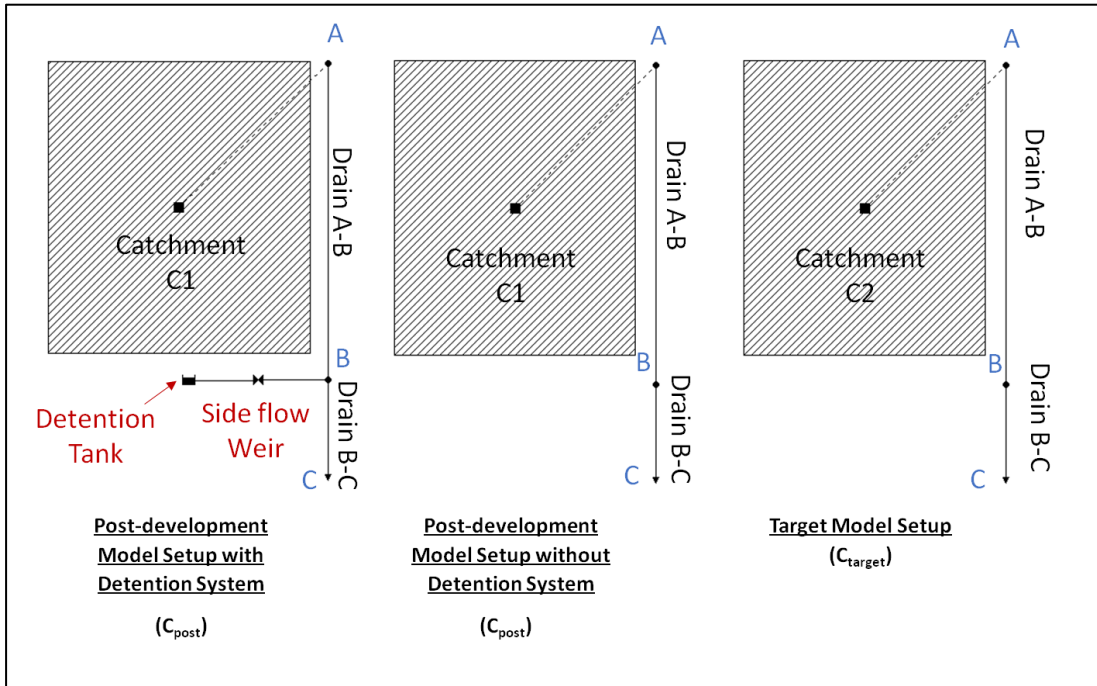 A
Drain A-B
Catchment
C1
B
Detention
Tank
Side flow
Weir
Drain B-C
C
Post-development
Model Setup with
Detention System
(Cpost)
A
Drain A-B
Catchment
C1
B
Drain B-C
C
Post-development
Model Setup without
Detention System
(Cpost)
A
Drain A-B
Catchment
C2
B
Drain B-C
C
Target Model Setup
(Ctarget)